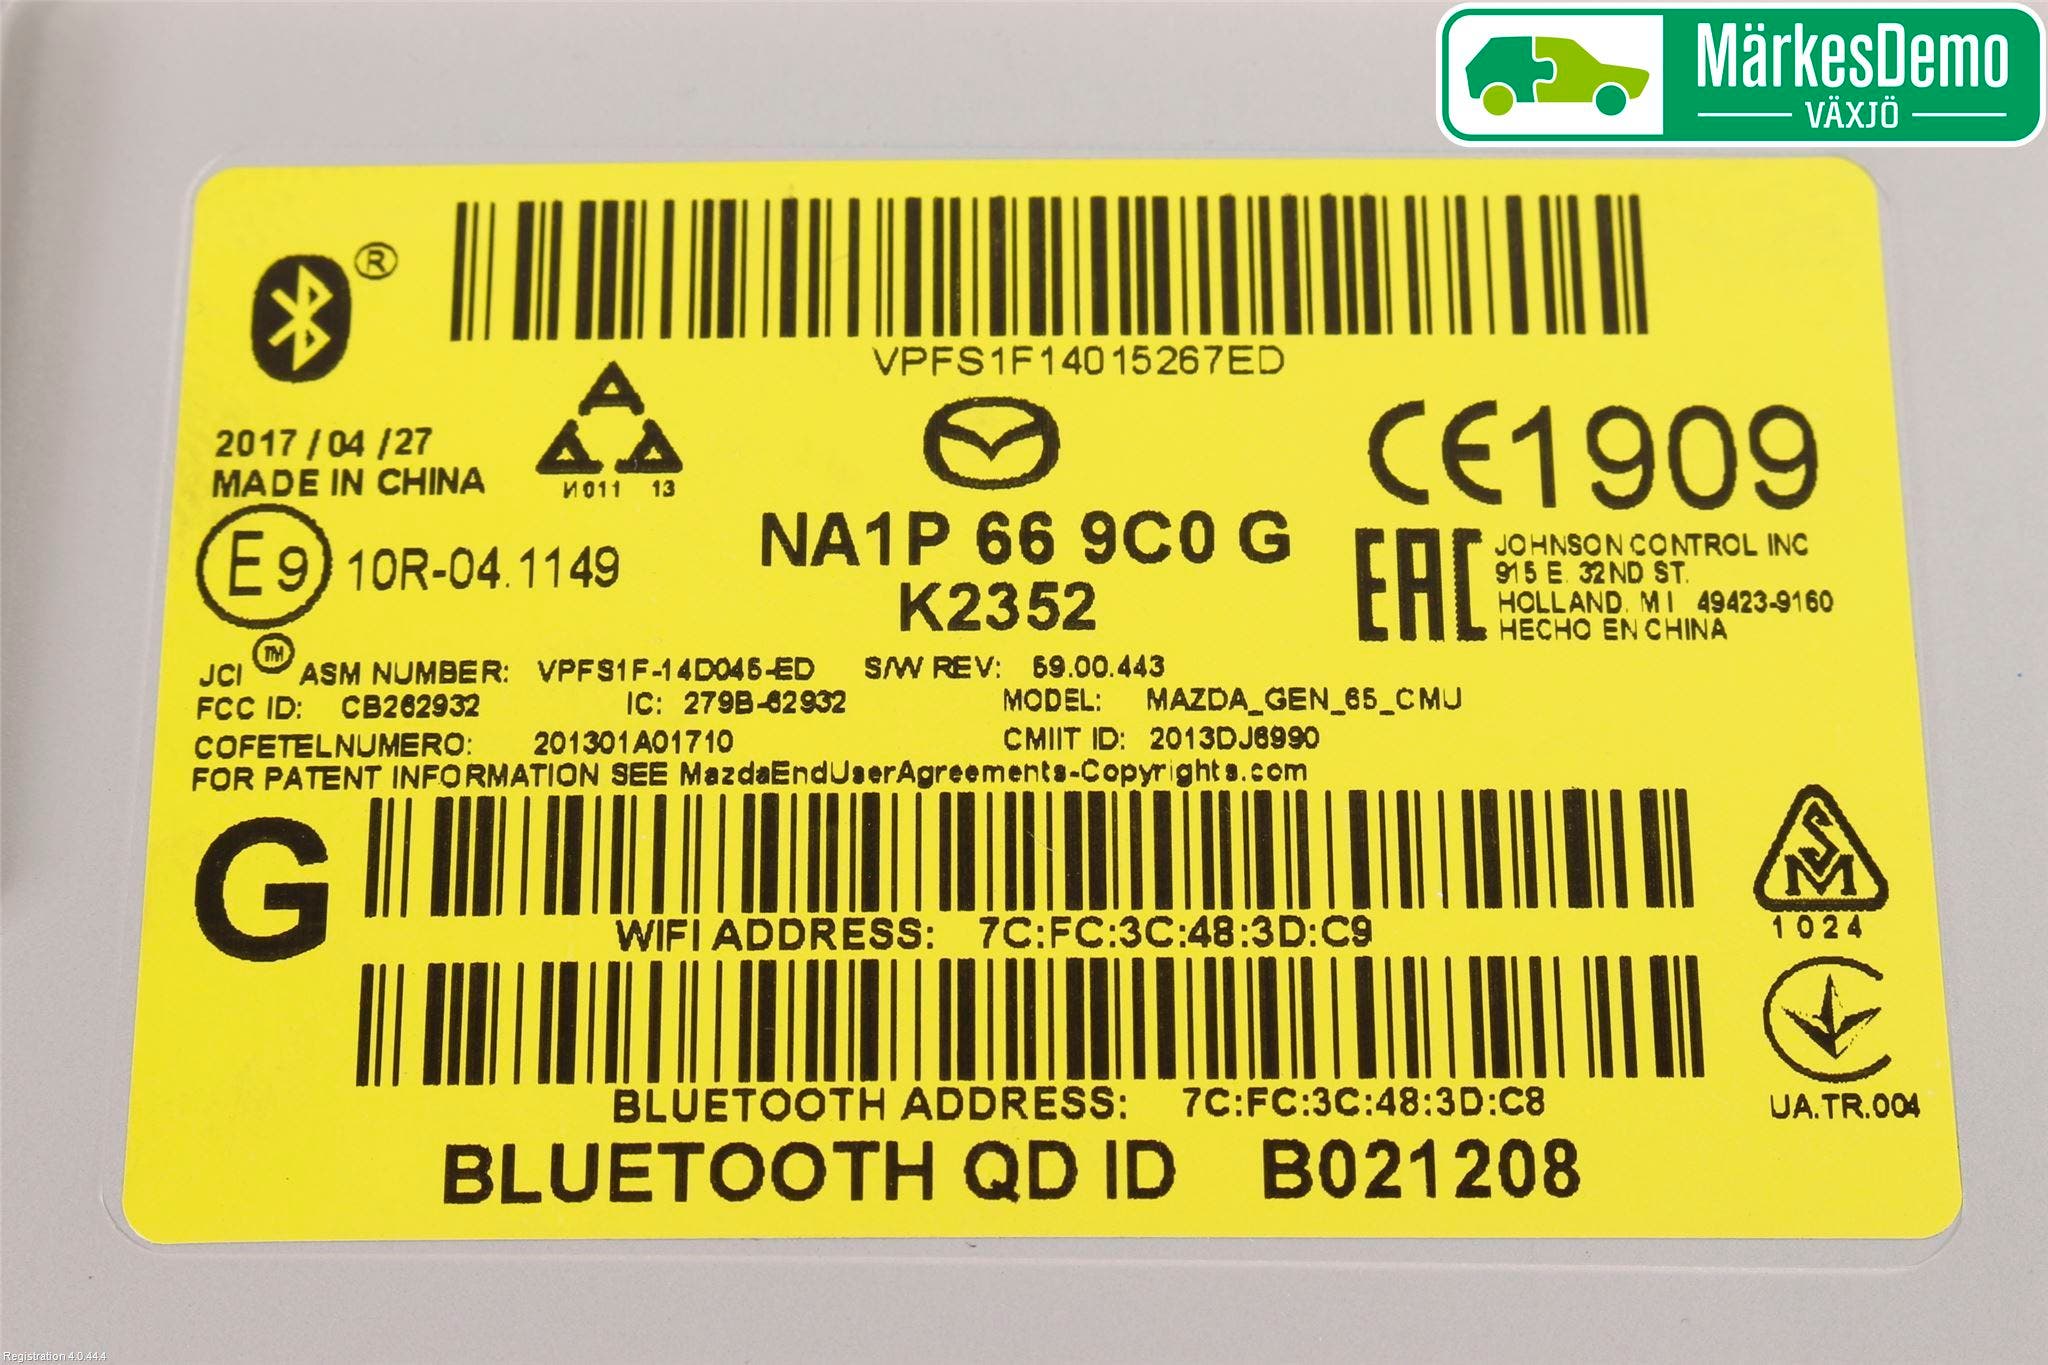 MärkesDemo
VÄXJÖ
®
VPFS1F14015267ED
2017 / 04 / 27
MADE IN CHINA
И011 13
CE1909
NA1P 66 9C0 G
K2352
E9 10R-04.1149
EAC
JOHNSON CONTROL INC
915 E. 32ND ST.
HOLLAND. MI 49423-9160
HECHO EN CHINA
JCI ™ ASM NUMBER: VPFS1F-14D045-ED S/W REV: 59.00.443
FCC ID: CB262932 IC: 279B-62932 MODEL: MAZDA_GEN_65_CMU
COFETELNUMERO: 201301A01710 CMIIT ID: 2013DJ6990
FOR PATENT INFORMATION SEE MazdaEndUserAgreements-Copyrights.com
G
WIFI ADDRESS: 7C:FC:3C:48:3D:C9
SM
1024
BLUETOOTH ADDRESS: 7C:FC:3C:48:3D:C8
UA.TR.004
BLUETOOTH QD ID B021208
Registration 4.0.44.4